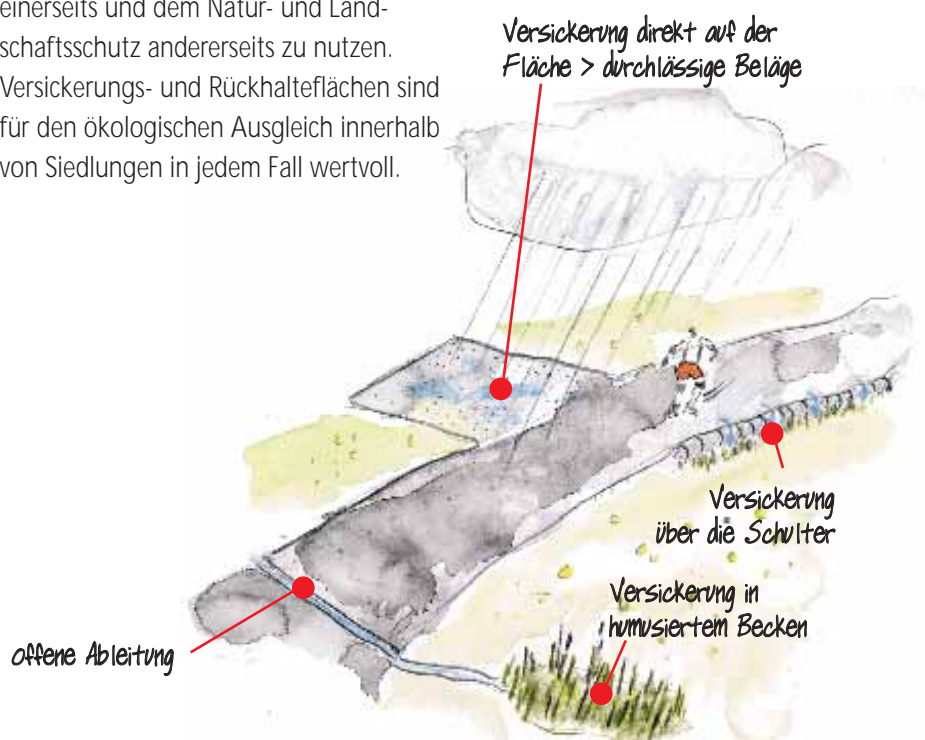 einerseits und dem Natur- und Land-
schaftsschutz andererseits zu nutzen.
Versickerungs- und Rückhalteflächen sind
für den ökologischen Ausgleich innerhalb
von Siedlungen in jedem Fall wertvoll.
Versickerung direkt auf der
Fläche > durchlässige Beläge
Versickerung
über die Schulter
Versickerung in
humusiertem Becken
offene Ableitung